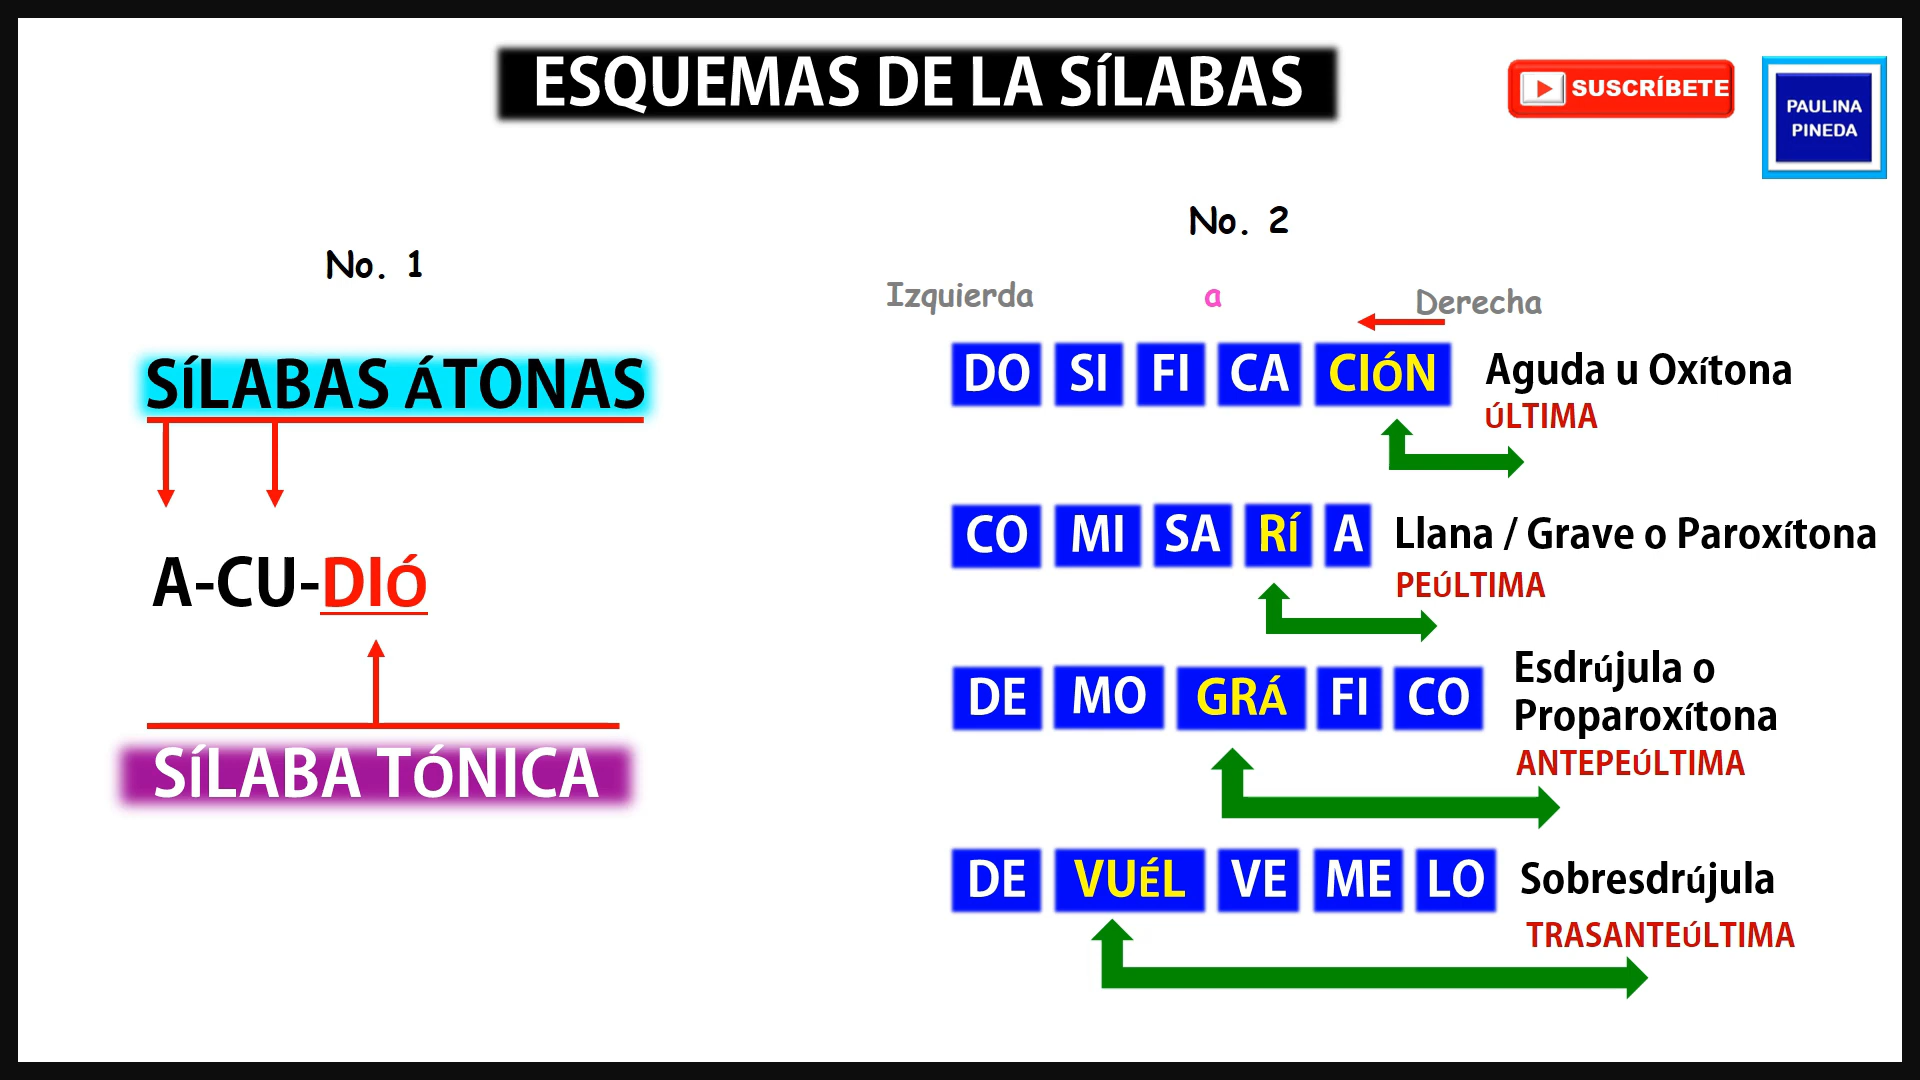 ESQUEMAS DE LA SÍLABAS
SUSCRÍBETE
PAULINA
PINEDA
No. 1
SÍLABAS ÁTONAS
A-CU-DIÓ
SÍLABA TÓNICA
No. 2
Izquierda a Derecha
DO SI FI CA CIÓN Aguda u Oxítona
ÚLTIMA
CO MI SA RÍ A Llana / Grave o Paroxítona
PEÚLTIMA
DE MO GRÁ FI CO Esdrújula o
Proparoxítona
ANTEPEÚLTIMA
DE VUÉL VE ME LO Sobresdrújula
TRASANTEÚLTIMA